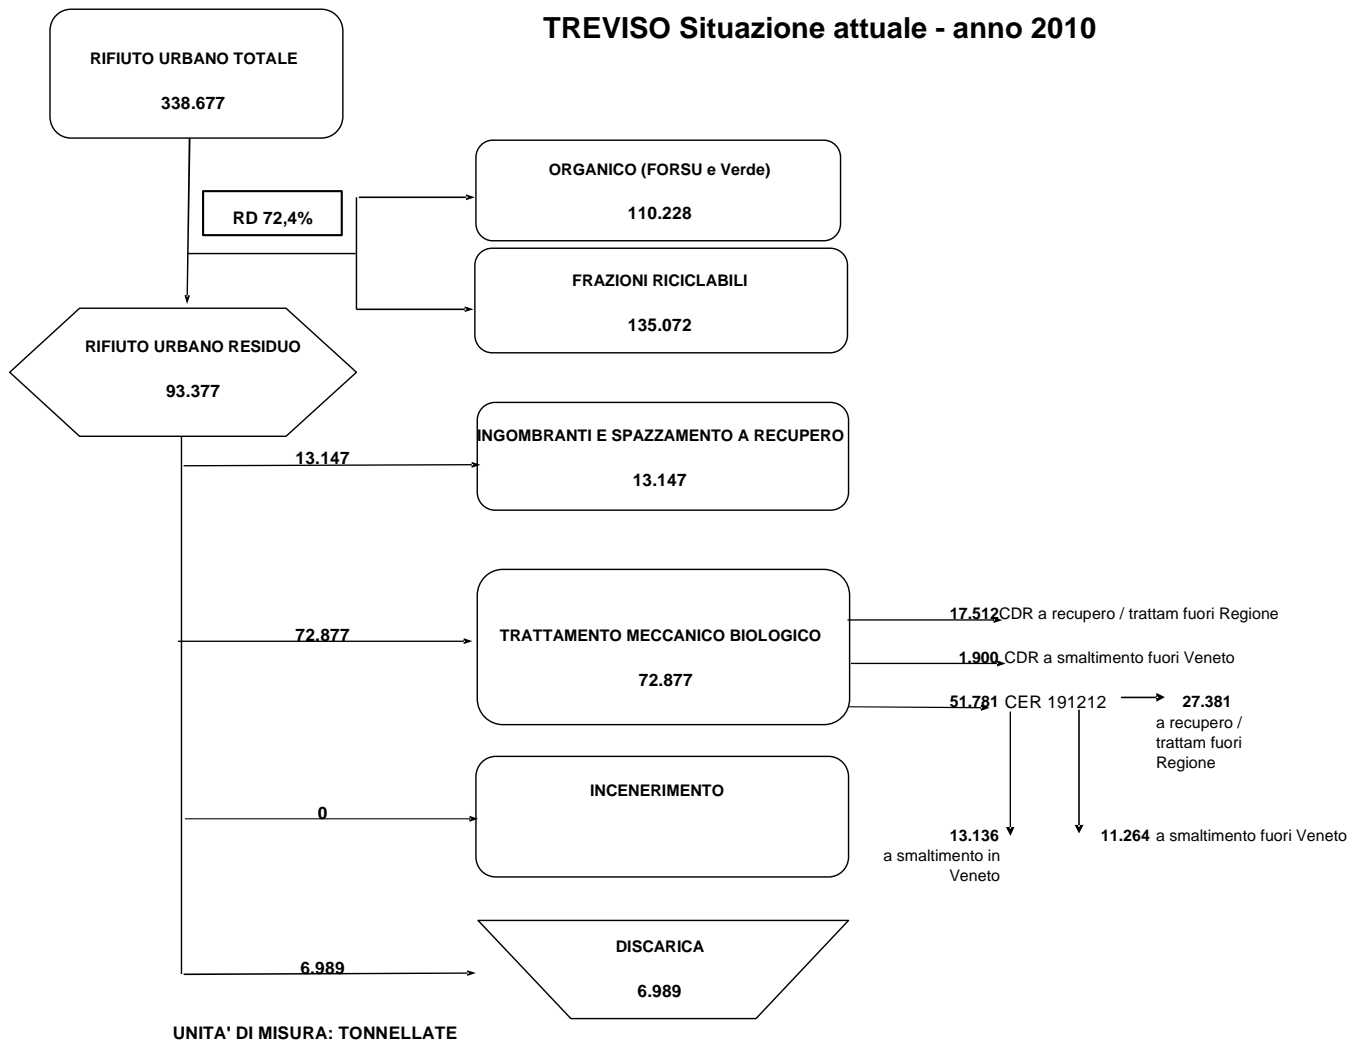 TREVISO Situazione attuale - anno 2010
RIFIUTO URBANO TOTALE
338.677
RD 72,4%
ORGANICO (FORSU e Verde)
110.228
FRAZIONI RICICLABILI
135.072
RIFIUTO URBANO RESIDUO
93.377
13.147
INGOMBRANTI E SPAZZAMENTO A RECUPERO
13.147
72.877
TRATTAMENTO MECCANICO BIOLOGICO
72.877
17.512 CDR a recupero / trattam fuori Regione
1.900 CDR a smaltimento fuori Veneto
51.781 CER 191212
27.381
a recupero /
trattam fuori
Regione
13.136
a smaltimento in
Veneto
11.264 a smaltimento fuori Veneto
0
INCENERIMENTO
6.989
DISCARICA
6.989
UNITA' DI MISURA: TONNELLATE